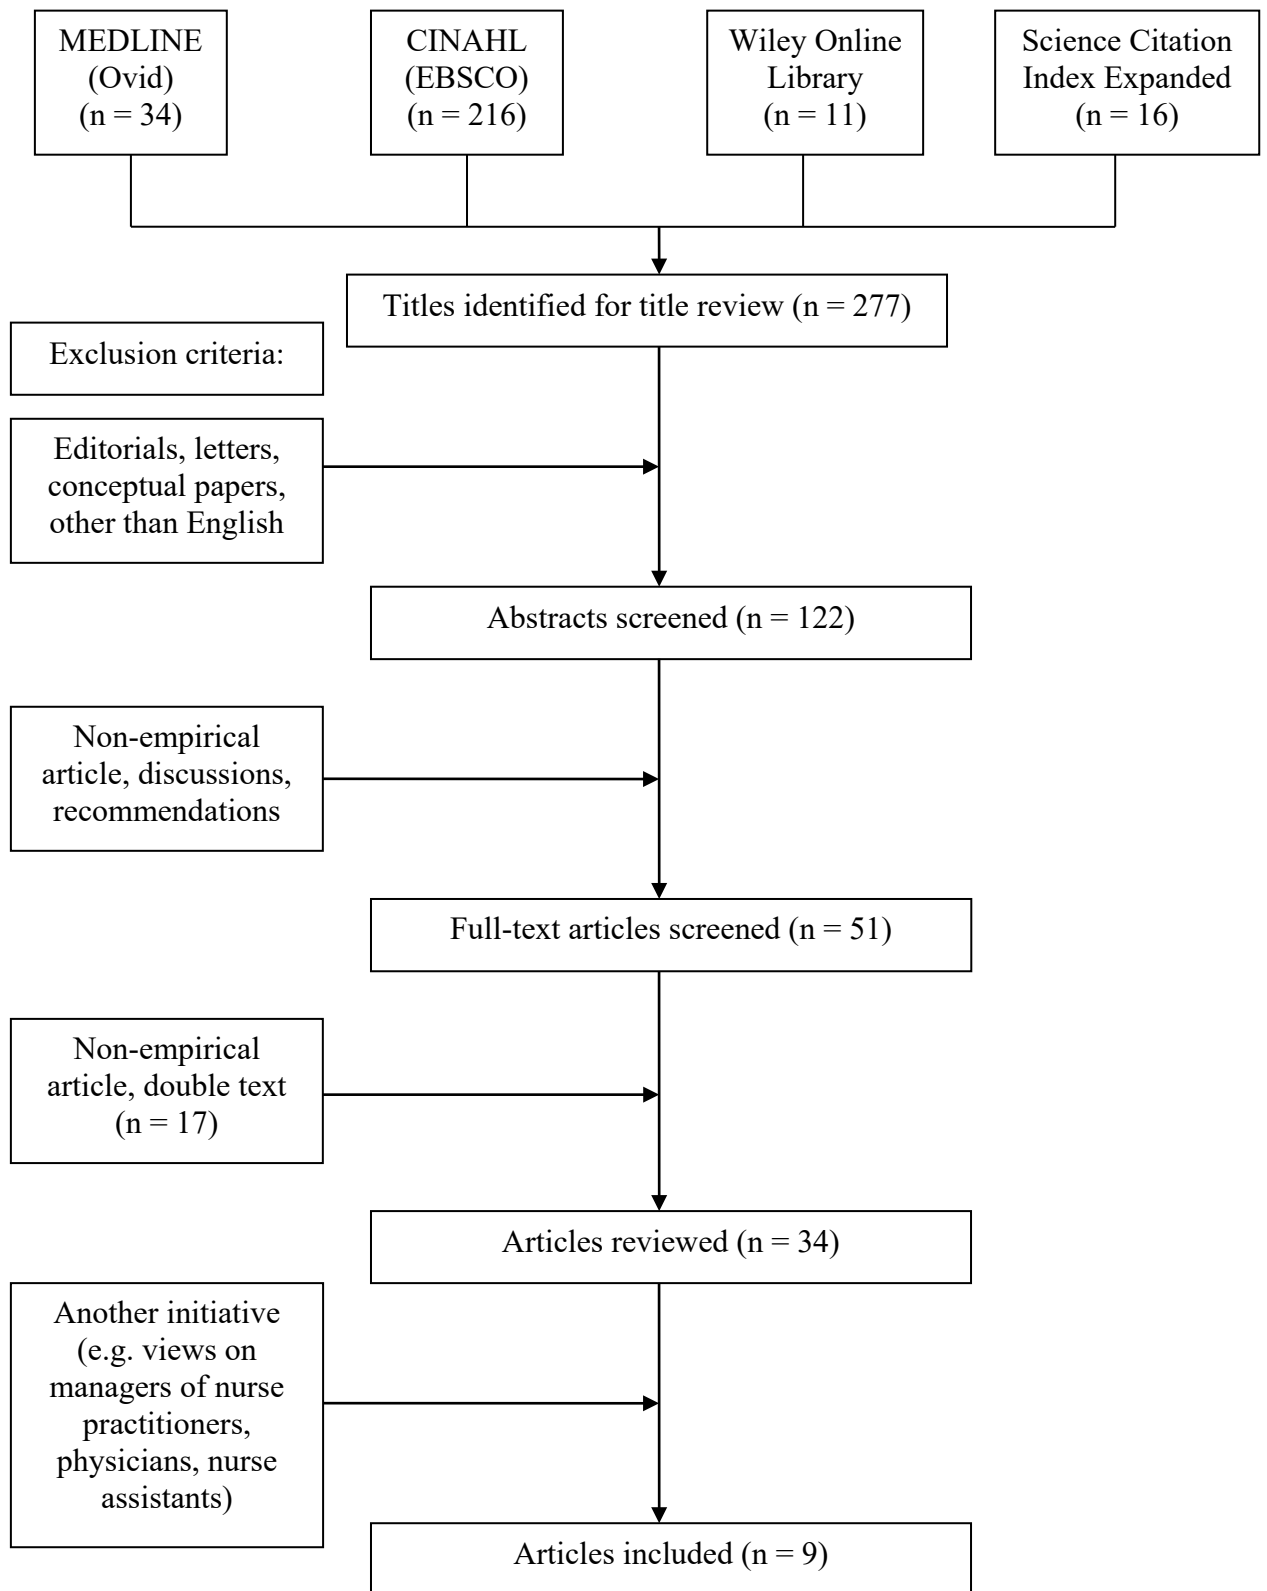 MEDLINE
(Ovid)
(n = 34)
CINAHL
(EBSCO)
(n = 216)
Wiley Online
Library
(n = 11)
Science Citation
Index Expanded
(n = 16)
Titles identified for title review (n = 277)
Exclusion criteria:
Editorials, letters,
conceptual papers,
other than English
Abstracts screened (n = 122)
Non-empirical
article, discussions,
recommendations
Full-text articles screened (n = 51)
Non-empirical
article, double text
(n = 17)
Articles reviewed (n = 34)
Another initiative
(e.g. views on
managers of nurse
practitioners,
physicians, nurse
assistants)
Articles included (n = 9)